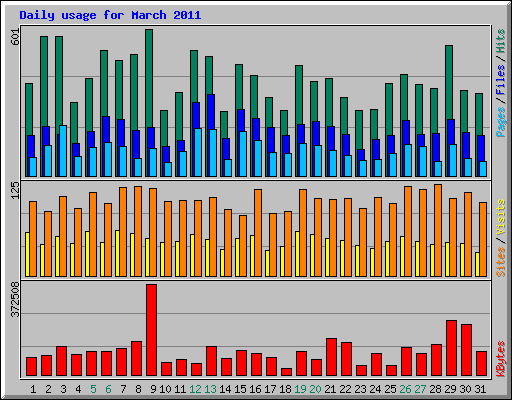 Daily usage for March 2011
601
125
372508
Pages / Files / Hits
Sites / Visits
KBytes
1 2 3 4 5 6 7 8 9 10 11 12 13 14 15 16 17 18 19 20 21 22 23 24 25 26 27 28 29 30 31